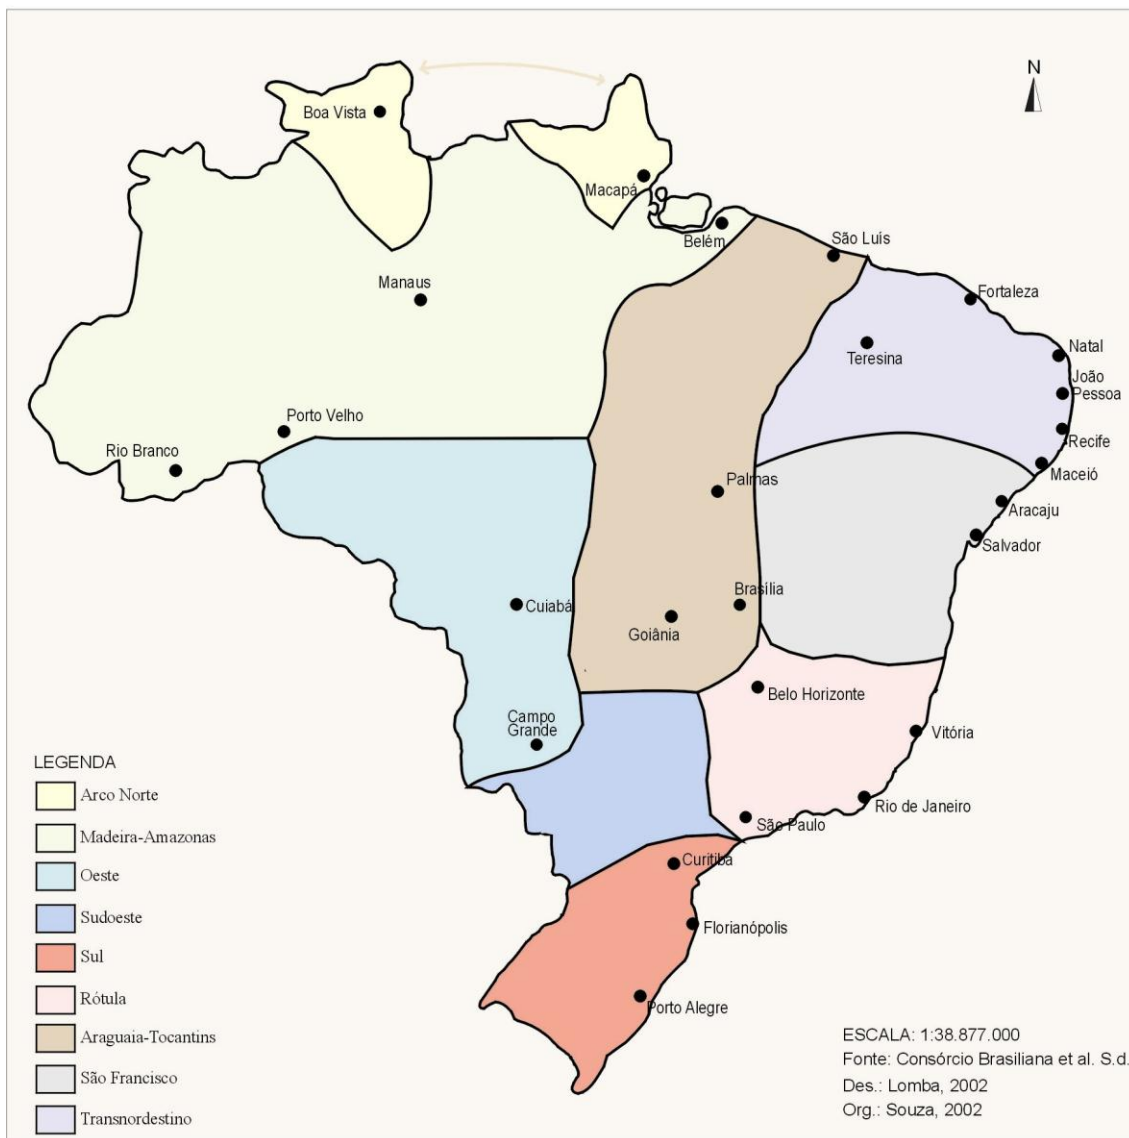 N
Boa Vista
Macapá
Belém
São Luís
Manaus
Fortaleza
Teresina
Natal
João
Pessoa
Porto Velho
Recife
Rio Branco
Maceió
Palmas
Aracaju
Salvador
Cuiabá
Brasília
Goiânia
Belo Horizonte
Campo
Grande
Vitória
Rio de Janeiro
São Paulo
Curitiba
Florianópolis
Porto Alegre
LEGENDA
Arco Norte
Madeira-Amazonas
Oeste
Sudoeste
Sul
Rótula
Araguaia-Tocantins
São Francisco
Transnordestino
ESCALA: 1:38.877.000
Fonte: Consórcio Brasiliana et al. S.d.
Des.: Lomba, 2002
Org.: Souza, 2002